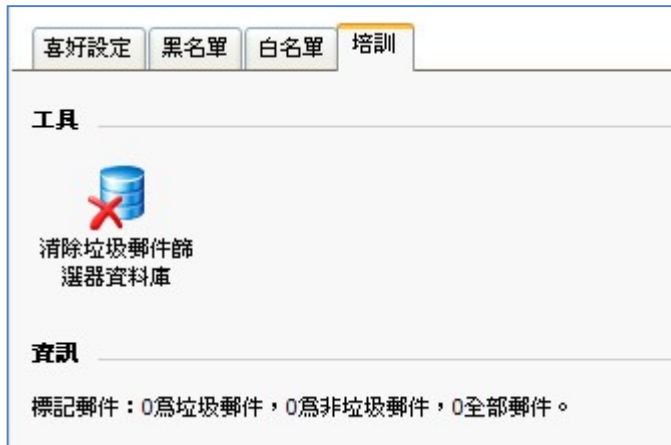 喜好設定 黑名單 白名單 培訓
工具
清除垃圾郵件篩
選器資料庫
資訊
標記郵件：0為垃圾郵件，0為非垃圾郵件，0全部郵件。